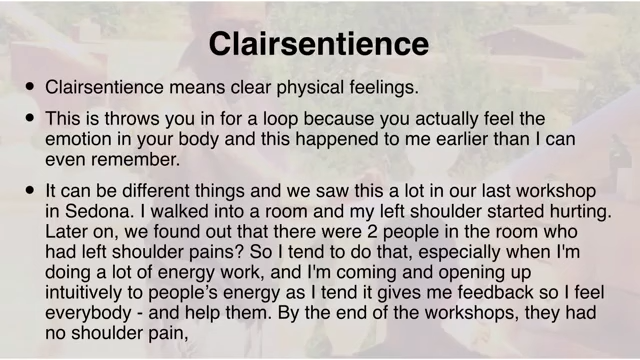 Clairsentience
• Clairsentience means clear physical feelings.
• This is throws you in for a loop because you actually feel the
emotion in your body and this happened to me earlier than I can
even remember.
• It can be different things and we saw this a lot in our last workshop
in Sedona. I walked into a room and my left shoulder started hurting.
Later on, we found out that there were 2 people in the room who
had left shoulder pains? So I tend to do that, especially when I'm
doing a lot of energy work, and I'm coming and opening up
intuitively to people’s energy as I tend it gives me feedback so I feel
everybody - and help them. By the end of the workshops, they had
no shoulder pain,